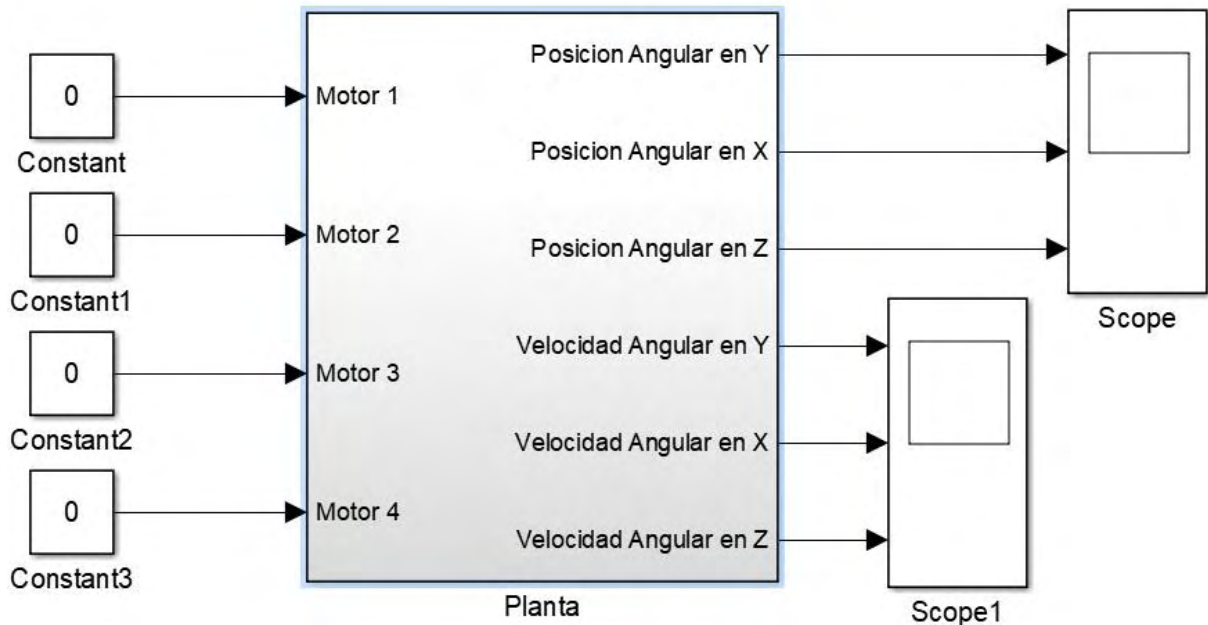 0
Constant
0
Constant1
0
Constant2
0
Constant3
Motor 1
Motor 2
Motor 3
Motor 4
Posicion Angular en Y
Posicion Angular en X
Posicion Angular en Z
Velocidad Angular en Y
Velocidad Angular en X
Velocidad Angular en Z
Planta
Scope
Scope1